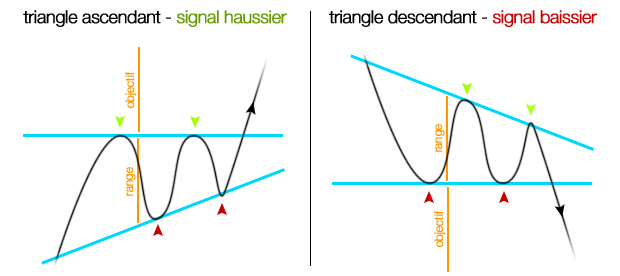 triangle ascendant - signal haussier
objectif
range
triangle descendant - signal baissier
range
objectif